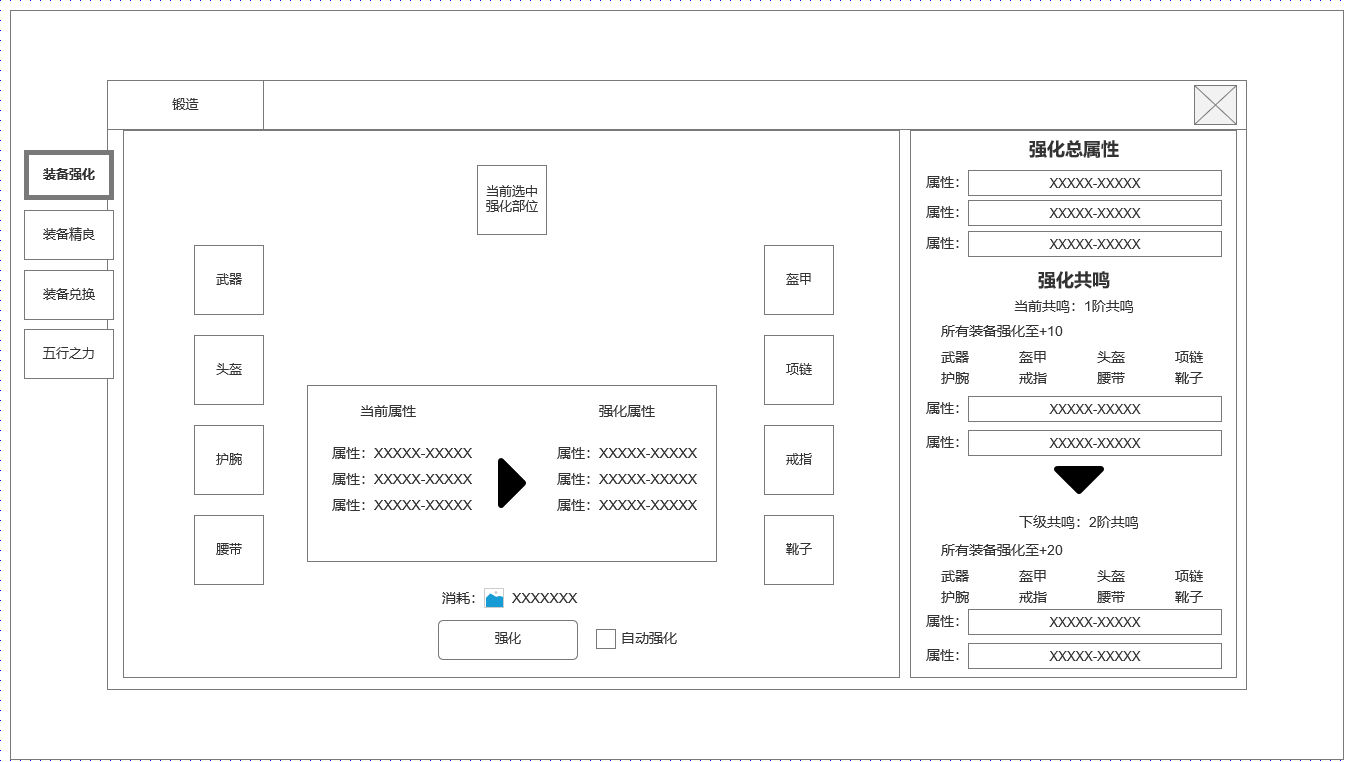 锻造
装备强化
装备精良
装备兑换
五行之力
当前选中
强化部位
武器
头盔
护腕
腰带
盔甲
项链
戒指
靴子
当前属性
属性：XXXXX-XXXXX
属性：XXXXX-XXXXX
属性：XXXXX-XXXXX
强化属性
属性：XXXXX-XXXXX
属性：XXXXX-XXXXX
属性：XXXXX-XXXXX
消耗： XXXXXXX
强化
自动强化
强化总属性
属性： XXXXX-XXXXX
属性： XXXXX-XXXXX
属性： XXXXX-XXXXX
强化共鸣
当前共鸣：1阶共鸣
所有装备强化至+10
武器 盔甲 头盔 项链
护腕 戒指 腰带 靴子
属性： XXXXX-XXXXX
属性： XXXXX-XXXXX
下级共鸣：2阶共鸣
所有装备强化至+20
武器 盔甲 头盔 项链
护腕 戒指 腰带 靴子
属性： XXXXX-XXXXX
属性： XXXXX-XXXXX